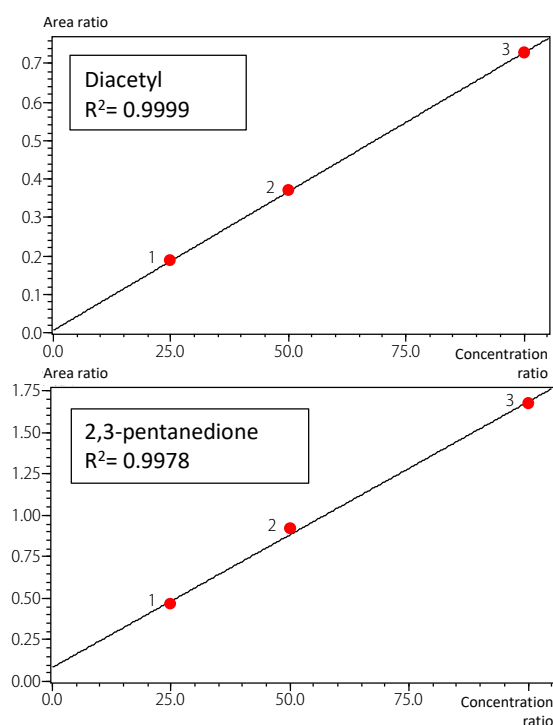 Area ratio
0.7
Diacetyl
R²= 0.9999
3
0.6
0.5
0.4
2
0.3
0.2
1
0.1
0.0
0.0 25.0 50.0 75.0 Concentration
ratio
Area ratio
1.75
2,3-pentanedione
R²= 0.9978
3
1.50
1.25
1.00
2
0.75
0.50
1
0.25
0.00
0.0 25.0 50.0 75.0 Concentration
ratio